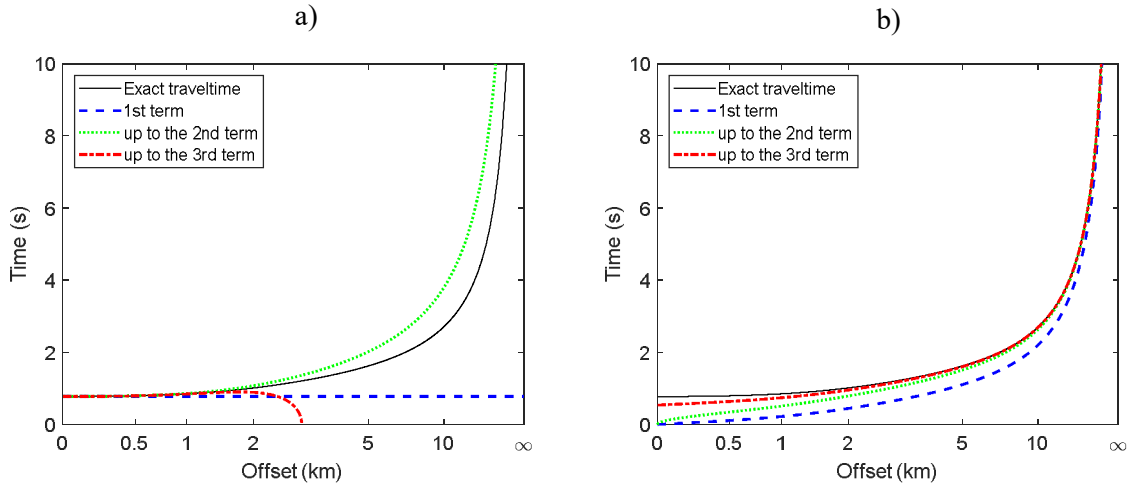 a)
10
8
6
4
2
0
Time (s)
Exact traveltime
1st term
up to the 2nd term
up to the 3rd term
0 0.5 1 2 5 10 ∞
Offset (km)
b)
10
8
6
4
2
0
Time (s)
Exact traveltime
1st term
up to the 2nd term
up to the 3rd term
0 0.5 1 2 5 10 ∞
Offset (km)